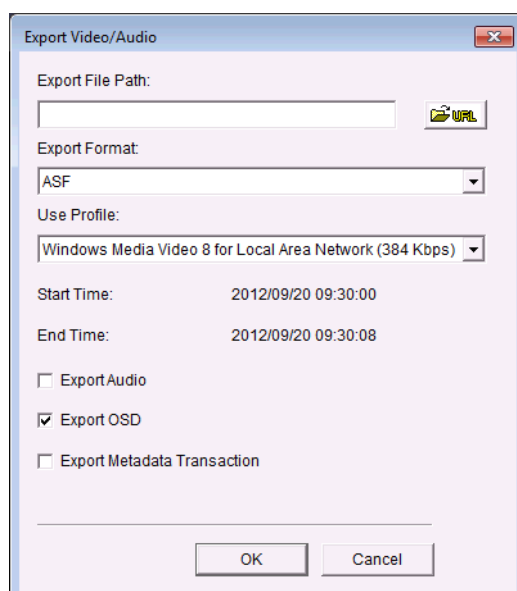 Export Video/Audio
Export File Path:
URL
Export Format:
ASF
Use Profile:
Windows Media Video 8 for Local Area Network (384 Kbps)
Start Time: 2012/09/20 09:30:00
End Time: 2012/09/20 09:30:08
Export Audio
Export OSD
Export Metadata Transaction
OK Cancel